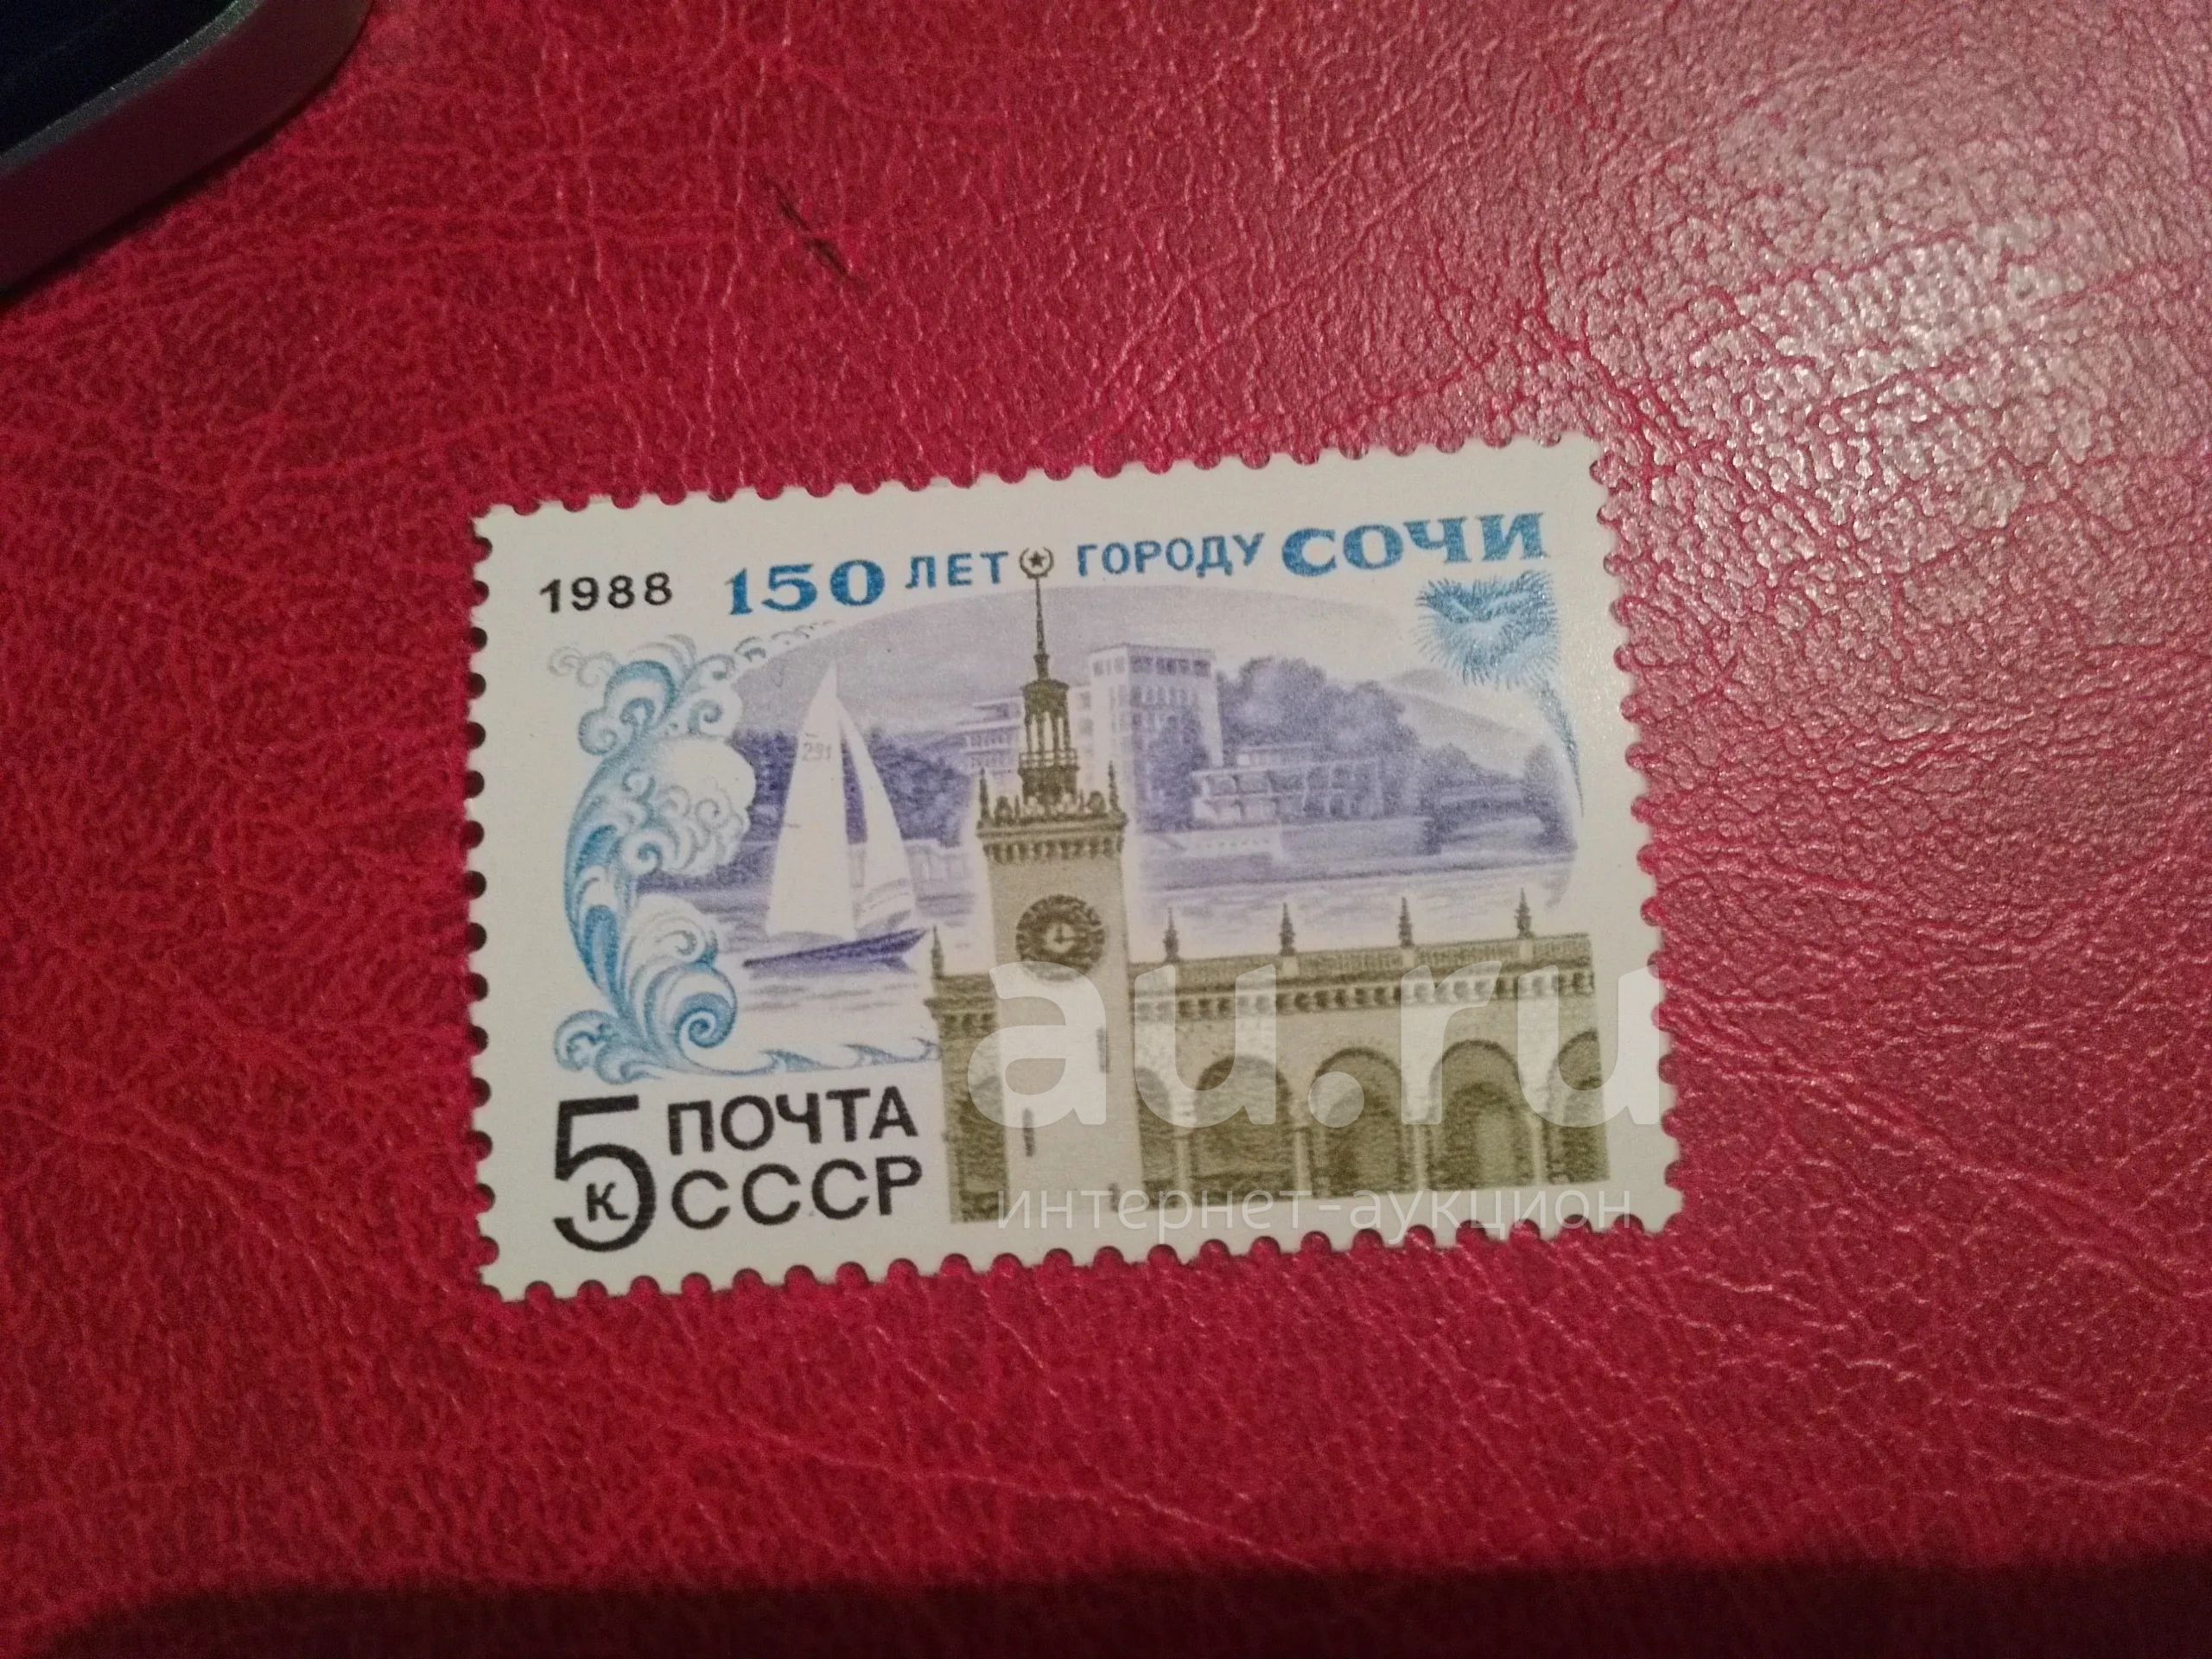 1988 150 ЛЕТ ГОРОДУ СОЧИ
291
5 к ПОЧТА
СССР
au.ru
интернет-аукцион